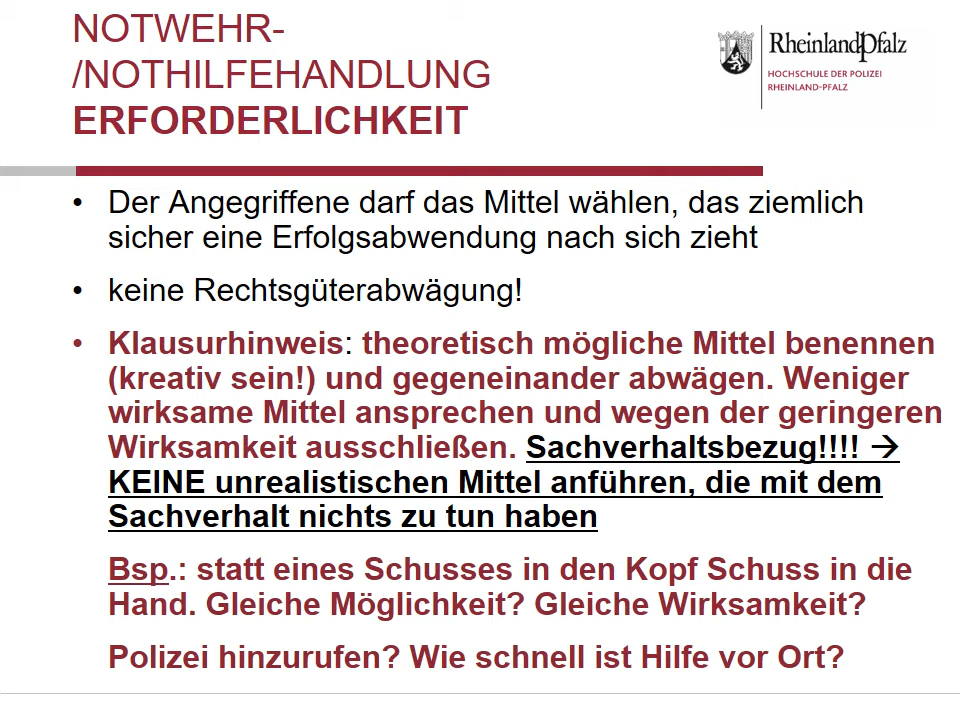 NOTWEHR-
/NOTHILFEHANDLUNG
ERFORDERLICHKEIT
RheinlandPfalz
HOCHSCHULE DER POLIZEI
RHEINLAND-PFALZ
• Der Angegriffene darf das Mittel wählen, das ziemlich
sicher eine Erfolgsabwendung nach sich zieht
• keine Rechtsgüterabwägung!
• Klausurhinweis: theoretisch mögliche Mittel benennen
(kreativ sein!) und gegeneinander abwägen. Weniger
wirksame Mittel ansprechen und wegen der geringeren
Wirksamkeit ausschließen. Sachverhaltsbezug!!!! →
KEINE unrealistischen Mittel anführen, die mit dem
Sachverhalt nichts zu tun haben
Bsp.: statt eines Schusses in den Kopf Schuss in die
Hand. Gleiche Möglichkeit? Gleiche Wirksamkeit?
Polizei hinzurufen? Wie schnell ist Hilfe vor Ort?